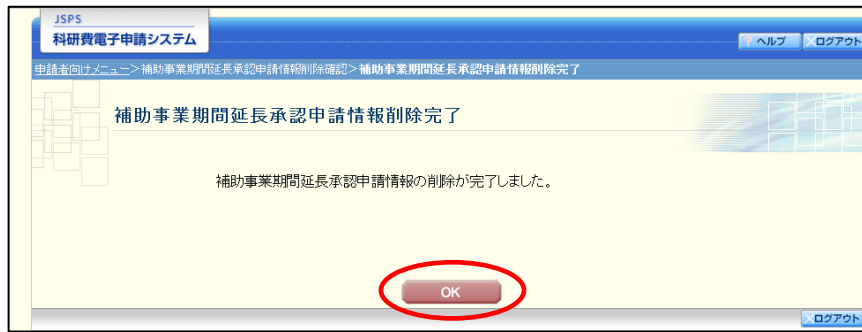 JSPS
科研費電子申請システム
? ヘルプ ログアウト
申請者向けメニュー>補助事業期間延長承認申請情報削除確認>補助事業期間延長承認申請情報削除完了
補助事業期間延長承認申請情報削除完了
補助事業期間延長承認申請情報の削除が完了しました。
OK
ログアウト